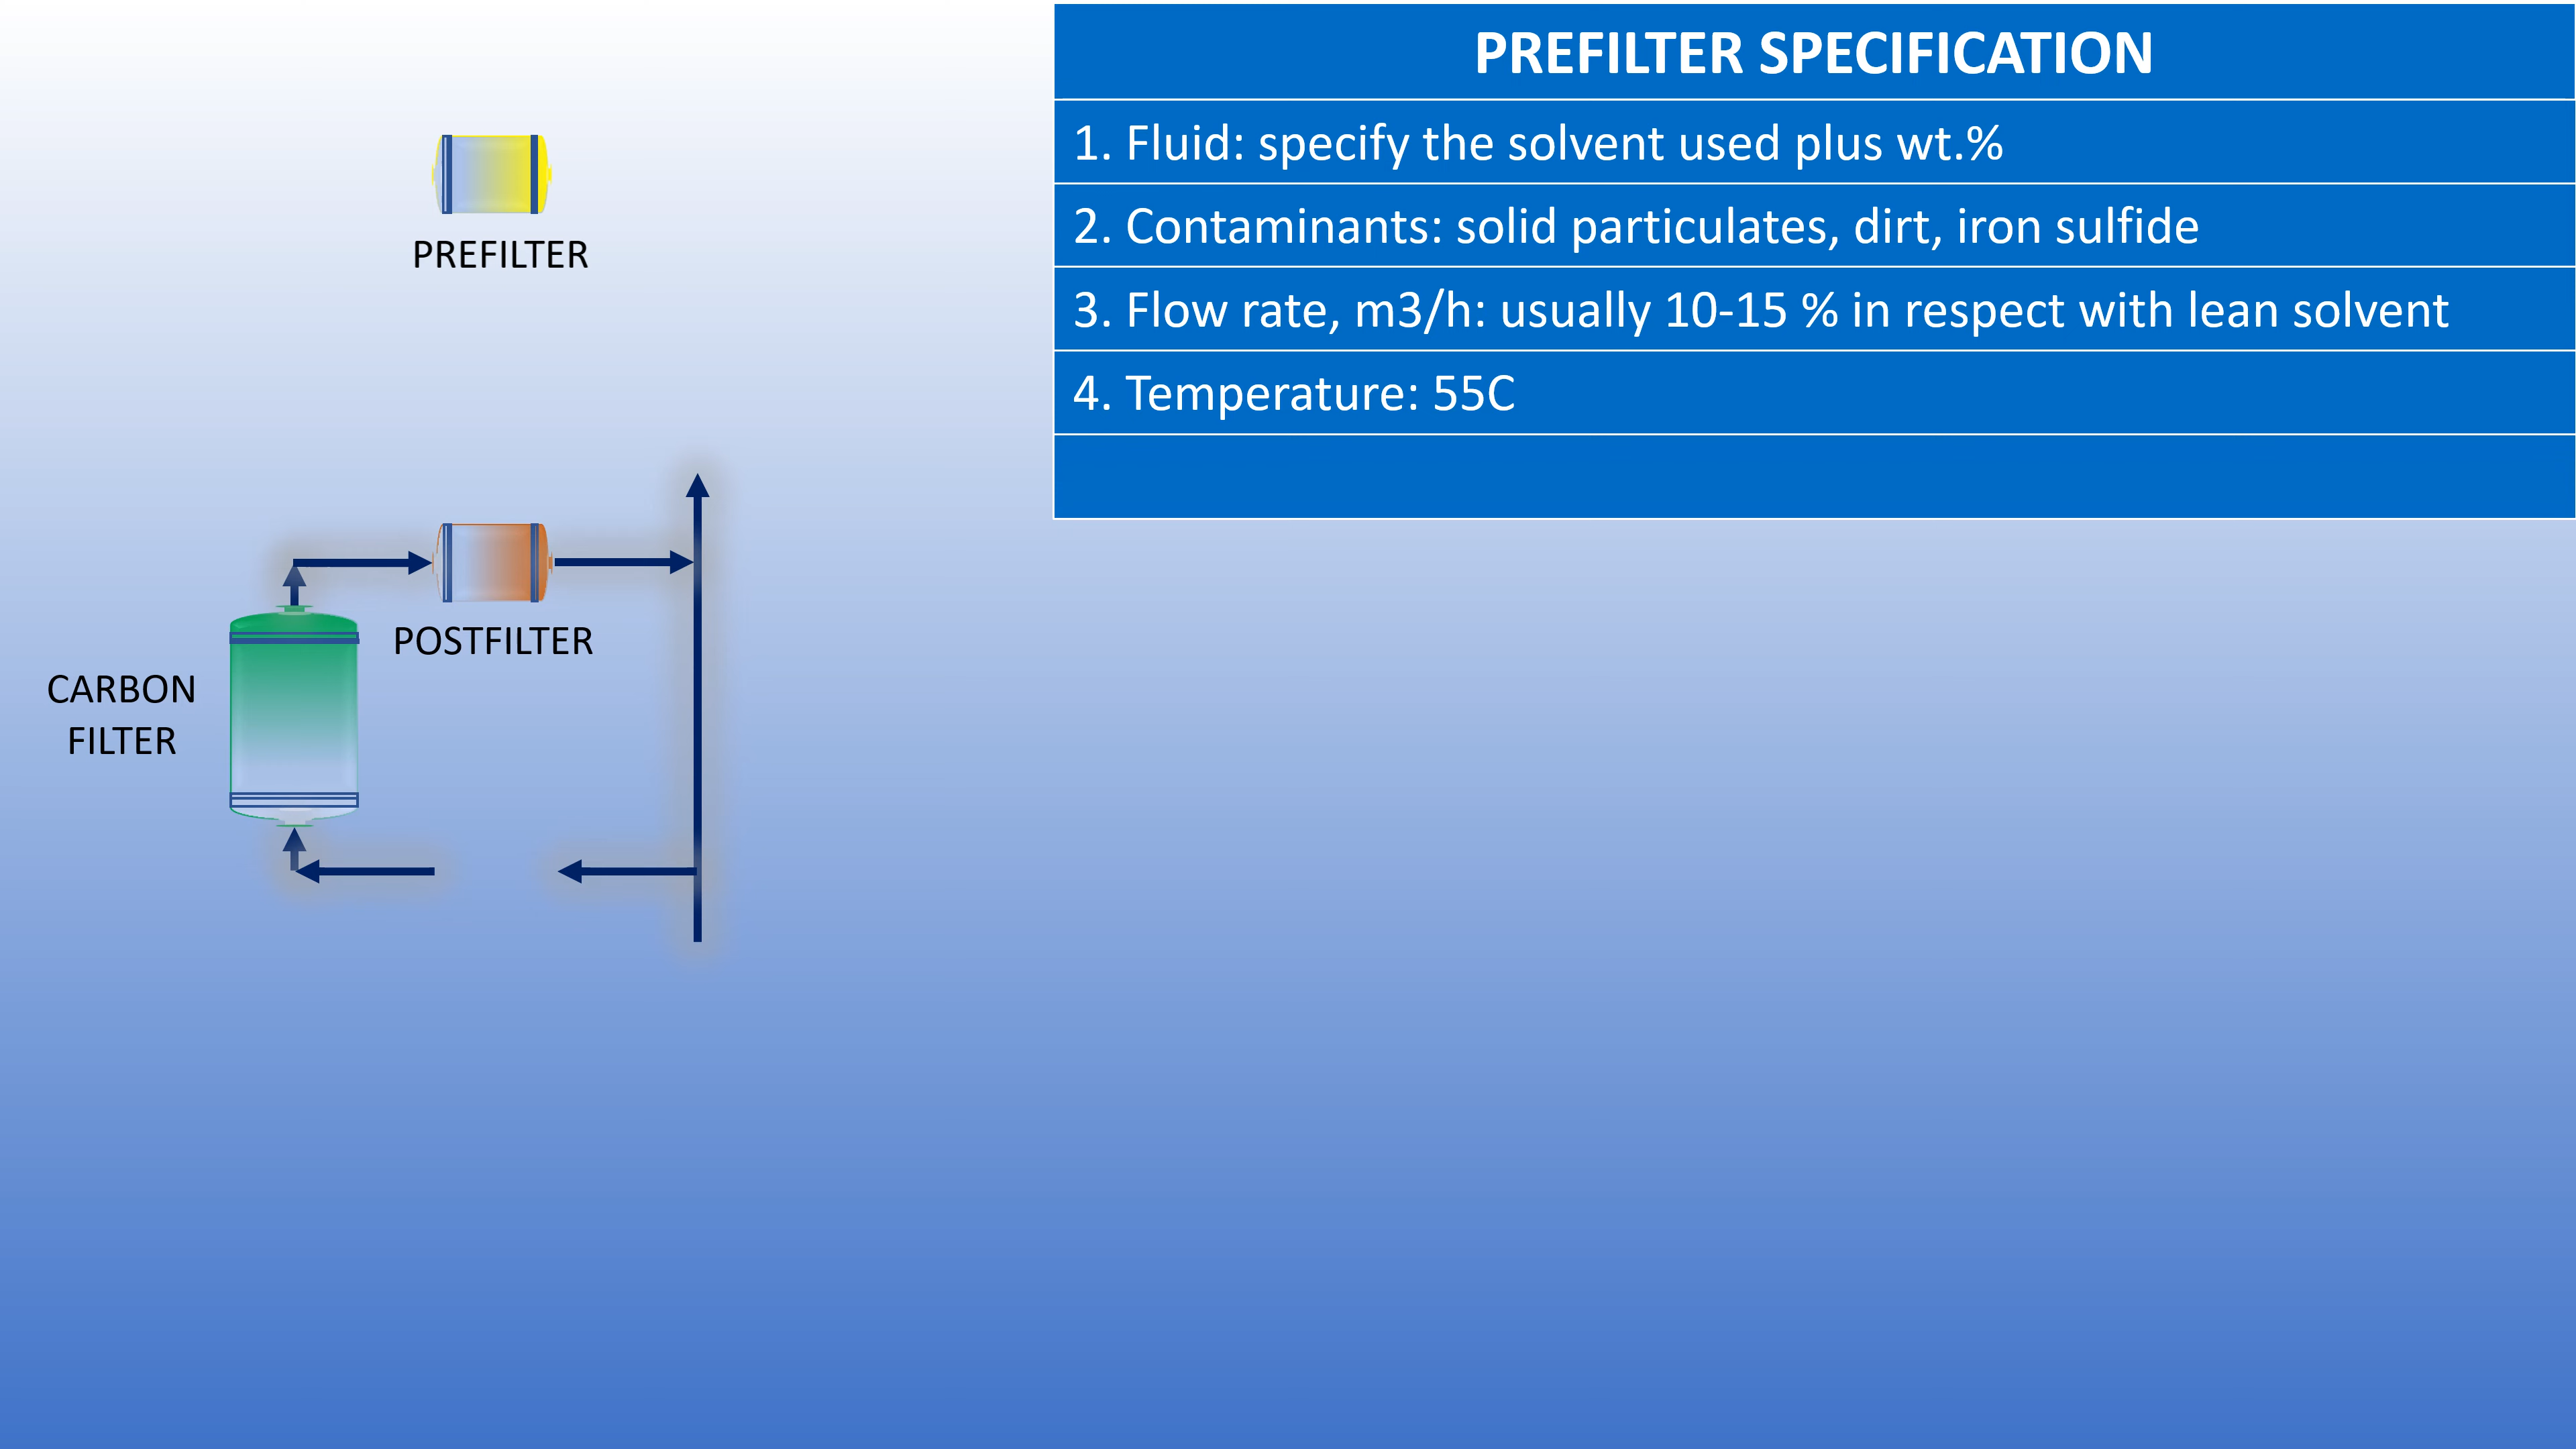 PREFILTER SPECIFICATION
1. Fluid: specify the solvent used plus wt.%
2. Contaminants: solid particulates, dirt, iron sulfide
3. Flow rate, m3/h: usually 10-15 % in respect with lean solvent
4. Temperature: 55C
PREFILTER
POSTFILTER
CARBON
FILTER